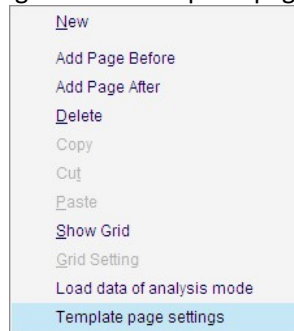 New
Add Page Before
Add Page After
Delete
Copy
Cut
Paste
Show Grid
Grid Setting
Load data of analysis mode
Template page settings